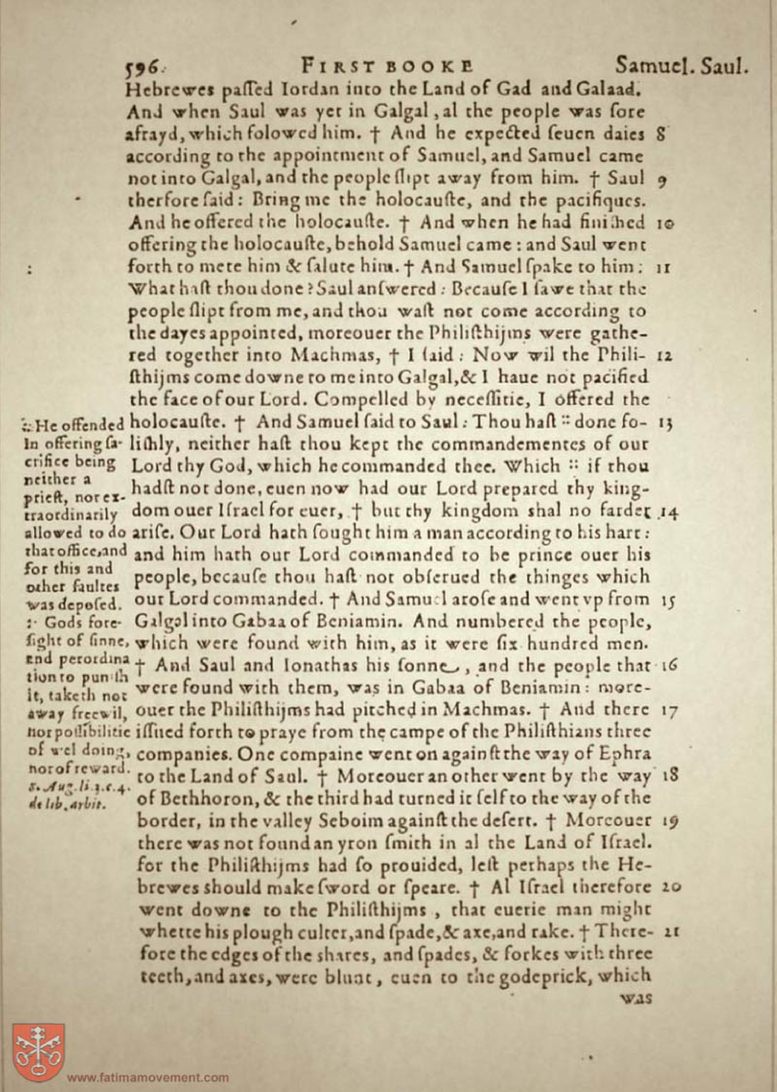 596.
FIRST BOOKE
Samuel. Saul.
Hebrewes paſſed Iordan into the Land of Gad and Galaad.
And when Saul was yet in Galgal, al the people was ſore
afrayd, which folowed him. † And he expected ſeuen daies 8
according to the appointment of Samuel, and Samuel came
not into Galgal, and the people ſlipt away from him. † Saul 9
therfore ſaid: Bring me the holocauſte, and the pacifiques.
And he offered the holocauſte. † And when he had finiſhed 10
offering the holocauſte, behold Samuel came: and Saul went
forth to mete him & ſalute him. † And Samuel ſpake to him: 11
What haſt thou done? Saul anſwered: Becauſe I ſawe that the
people ſlipt from me, and thou waſt not come according to
the dayes appointed, moreouer the Philiſthijms were gathe-
red together into Machmas, † I ſaid: Now wil the Phili- 12
ſthijms come downe to me into Galgal, & I haue not pacified
the face of our Lord. Compelled by neceſſitie, I offered the
holocauſte. † And Samuel ſaid to Saul: Thou haſt :: done fo- 13
liſhly, neither haſt thou kept the commandementes of our
Lord thy God, which he commanded thee. Which :: if thou
hadſt not done, euen now had our Lord prepared thy king-
dom ouer Iſrael for euer, † but thy kingdom shal no farder 14
ariſe. Our Lord hath ſought him a man according to his hart:
and him hath our Lord commanded to be prince ouer his
people, becauſe thou haſt not obſerued the thinges which
our Lord commanded. † And Samuel aroſe and went vp from 15
Galgal into Gabaa of Beniamin. And numbered the people,
which were found with him, as it were ſix hundred men.
† And Saul and Ionathas his ſonne, and the people that 16
were found with them, was in Gabaa of Beniamin: more-
ouer the Philiſthijms had pitched in Machmas. † And there 17
iſſued forth to praye from the campe of the Philiſthians three
companies. One compaine went on againſt the way of Ephra
to the Land of Saul. † Moreouer an other went by the way 18
of Bethhoron, & the third had turned it ſelf to the way of the
border, in the valley Seboim againſt the deſert. † Moreouer 19
there was not found an yron ſmith in al the Land of Iſrael.
for the Philiſthijms had ſo prouided, leſt perhaps the He-
brewes should make ſword or ſpeare. † Al Iſrael therefore 20
went downe to the Philiſthijms, that euerie man might
whette his plough culter, and ſpade, & axe, and rake. † There- 21
fore the edges of the shares, and ſpades, & forkes with three
teeth, and axes, were blunt, euen to the godeprick, which
was
:: He offended
In offering ſa-
crifice being
neither a
prieſt, nor ex-
traordinarily
allowed to do
that office, and
for this and
other faultes
was depoſed.
:: Gods fore-
ſight of ſinne,
and perordina
tion to punish
it, taketh not
away freewil,
nor poſſibilitie
of wel doing,
nor of reward.
S. Aug. li. 3. c. 4.
de lib. arbit.
www.fatimamovement.com